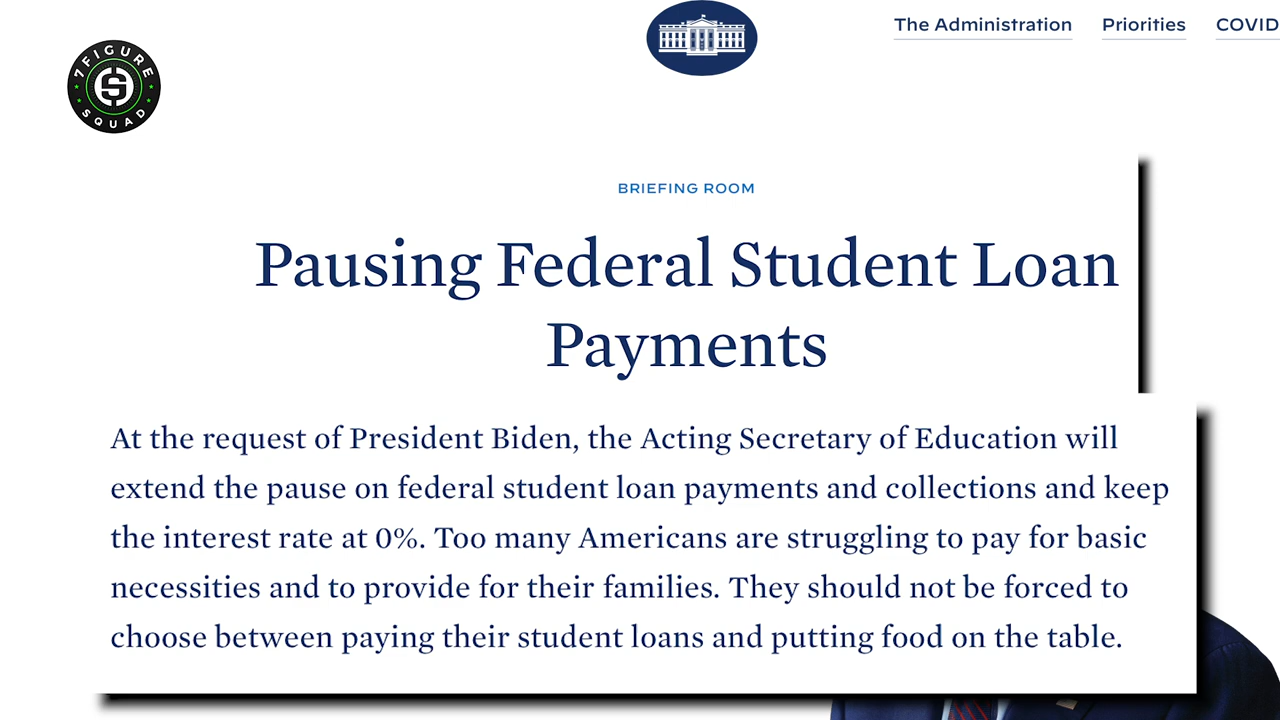 The Administration Priorities COVID
7FIGURE
SQUAD
BRIEFING ROOM
Pausing Federal Student Loan
Payments
At the request of President Biden, the Acting Secretary of Education will
extend the pause on federal student loan payments and collections and keep
the interest rate at 0%. Too many Americans are struggling to pay for basic
necessities and to provide for their families. They should not be forced to
choose between paying their student loans and putting food on the table.